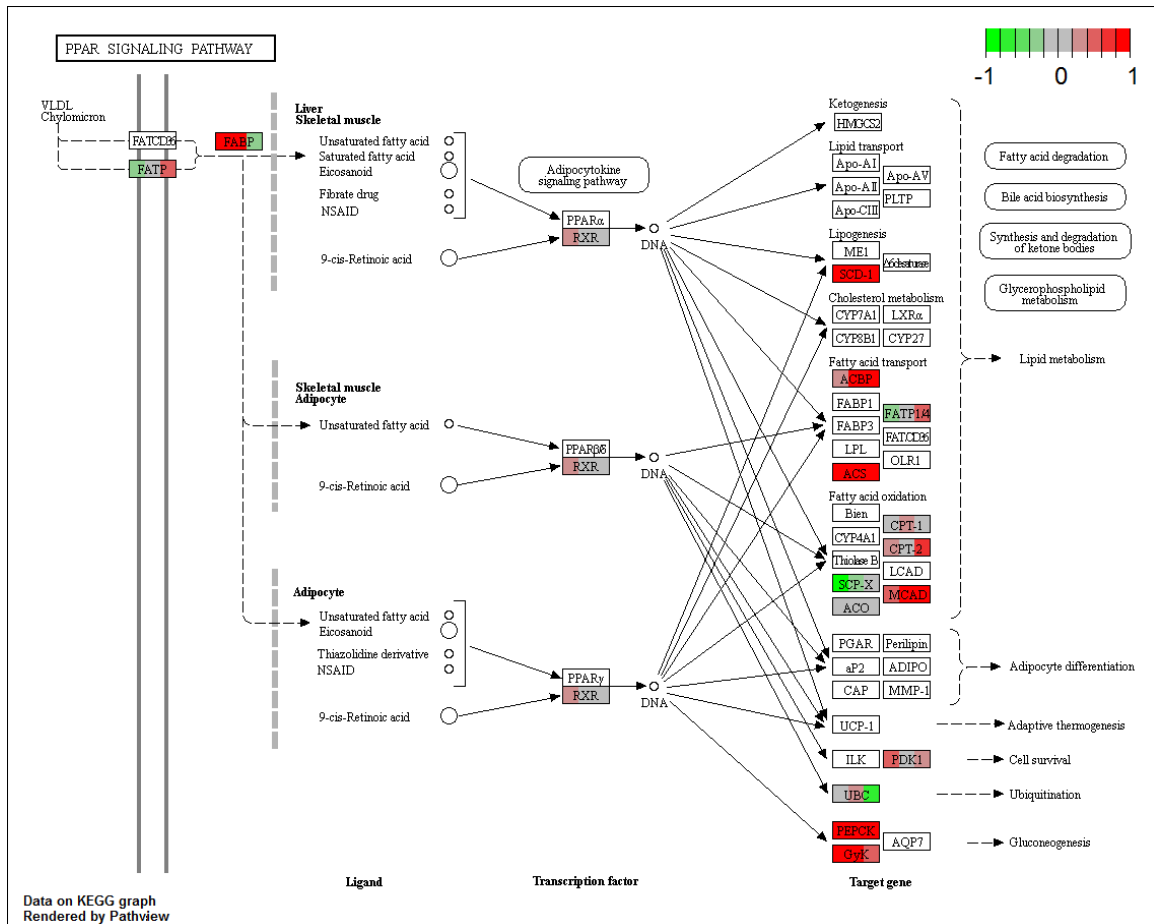 PPAR SIGNALING PATHWAY
-1 0 1
VLDL
Chylomicron
FATCD36
FATP
FABP
Liver
Skeletal muscle
Unsaturated fatty acid
Saturated fatty acid
Eicosanoid
Fibrate drug
NSAID
9-cis-Retinoic acid
Adipocytokine
signaling pathway
PPARα
RXR
DNA
Skeletal muscle
Adipocyte
Unsaturated fatty acid
9-cis-Retinoic acid
PPARβ/δ
RXR
DNA
Adipocyte
Unsaturated fatty acid
Eicosanoid
Thiazolidine derivative
NSAID
9-cis-Retinoic acid
PPARγ
RXR
DNA
Ketogenesis
HMGCS2
Lipid transport
Apo-AI
Apo-AV
Apo-AII
PLTP
Apo-CIII
Lipogenesis
ME1
Δ6desaturase
SCD-1
Cholesterol metabolism
CYP7A1 LXRα
CYP8B1 CYP27
Fatty acid transport
ACBP
FABP1
FATP1/4
FABP3
FATCD36
LPL
OLR1
ACS
Fatty acid oxidation
Bien
CPT-1
CYP4A1
CPT-2
Thiolase B
LCAD
SCP-X
MCAD
ACO
PGAR Perilipin
aP2 ADIPO
CAP MMP-1
UCP-1
ILK PDK1
UBC
PEPCK
AQP7
GyK
Fatty acid degradation
Bile acid biosynthesis
Synthesis and degradation
of ketone bodies
Glycerophospholipid
metabolism
Lipid metabolism
Adipocyte differentiation
Adaptive thermogenesis
Cell survival
Ubiquitination
Gluconeogenesis
Ligand
Transcription factor
Target gene
Data on KEGG graph
Rendered by Pathview